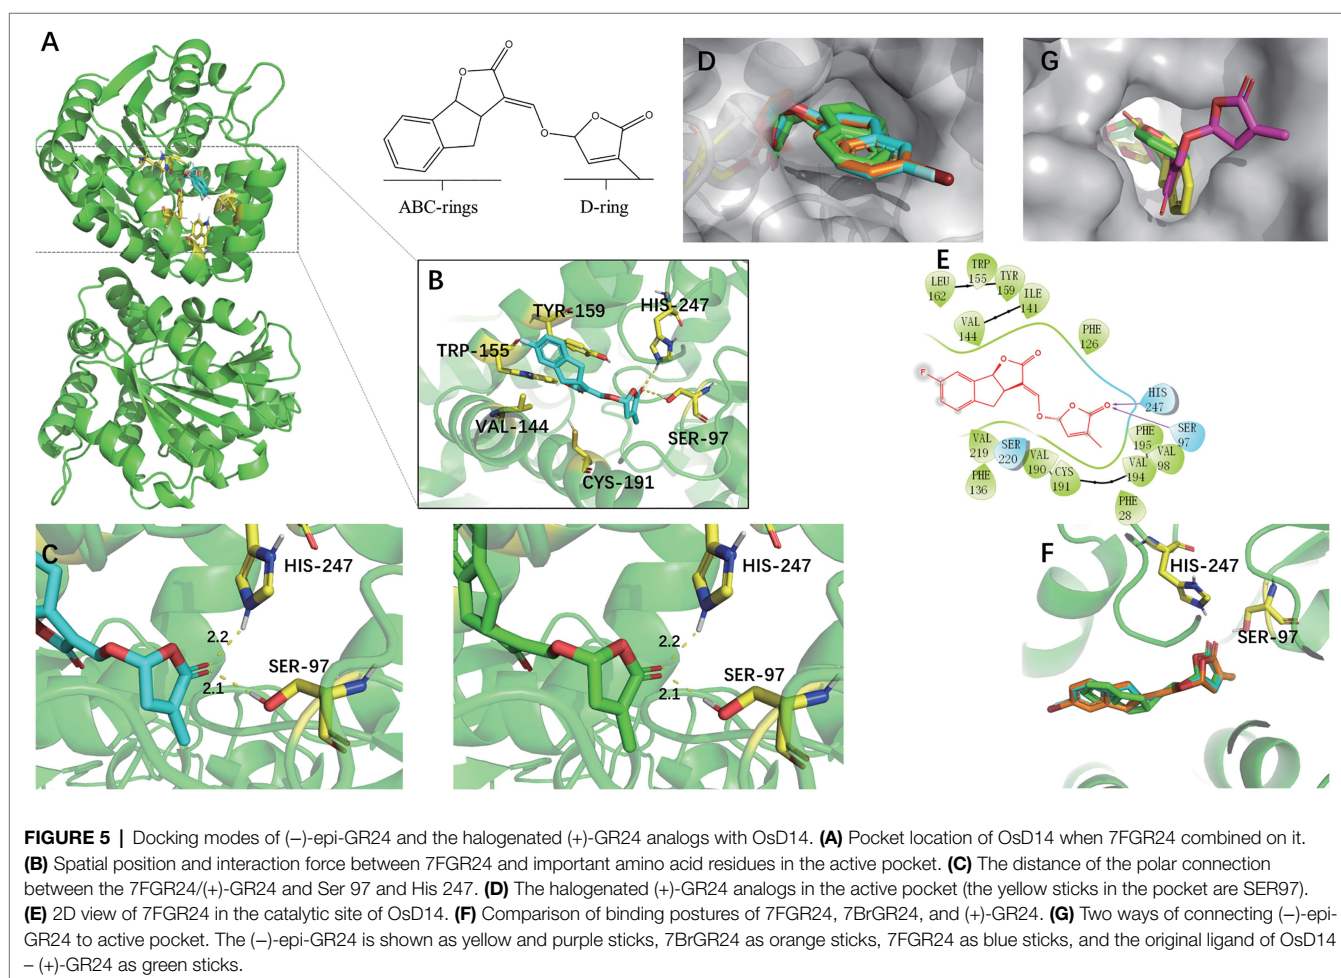 A
O
O
O
O
O
ABC-rings
D-ring
D
G
B
TYR-159
HIS-247
TRP-155
VAL-144
SER-97
CYS-191
E
TRP
155
LEU
162
TYR
159
ILE
141
VAL
144
PHE
126
F
O
O
O
O
O
HIS
247
SER
97
PHE
195
VAL
98
VAL
219
SER
220
VAL
190
CYS
191
VAL
194
PHE
136
PHE
28
C
HIS-247
2.2
SER-97
2.1
HIS-247
2.2
SER-97
2.1
F
HIS-247
SER-97
FIGURE 5 | Docking modes of (−)-epi-GR24 and the halogenated (+)-GR24 analogs with OsD14. (A) Pocket location of OsD14 when 7FGR24 combined on it.
(B) Spatial position and interaction force between 7FGR24 and important amino acid residues in the active pocket. (C) The distance of the polar connection
between the 7FGR24/(+)-GR24 and Ser 97 and His 247. (D) The halogenated (+)-GR24 analogs in the active pocket (the yellow sticks in the pocket are SER97).
(E) 2D view of 7FGR24 in the catalytic site of OsD14. (F) Comparison of binding postures of 7FGR24, 7BrGR24, and (+)-GR24. (G) Two ways of connecting (−)-epi-
GR24 to active pocket. The (−)-epi-GR24 is shown as yellow and purple sticks, 7BrGR24 as orange sticks, 7FGR24 as blue sticks, and the original ligand of OsD14
– (+)-GR24 as green sticks.